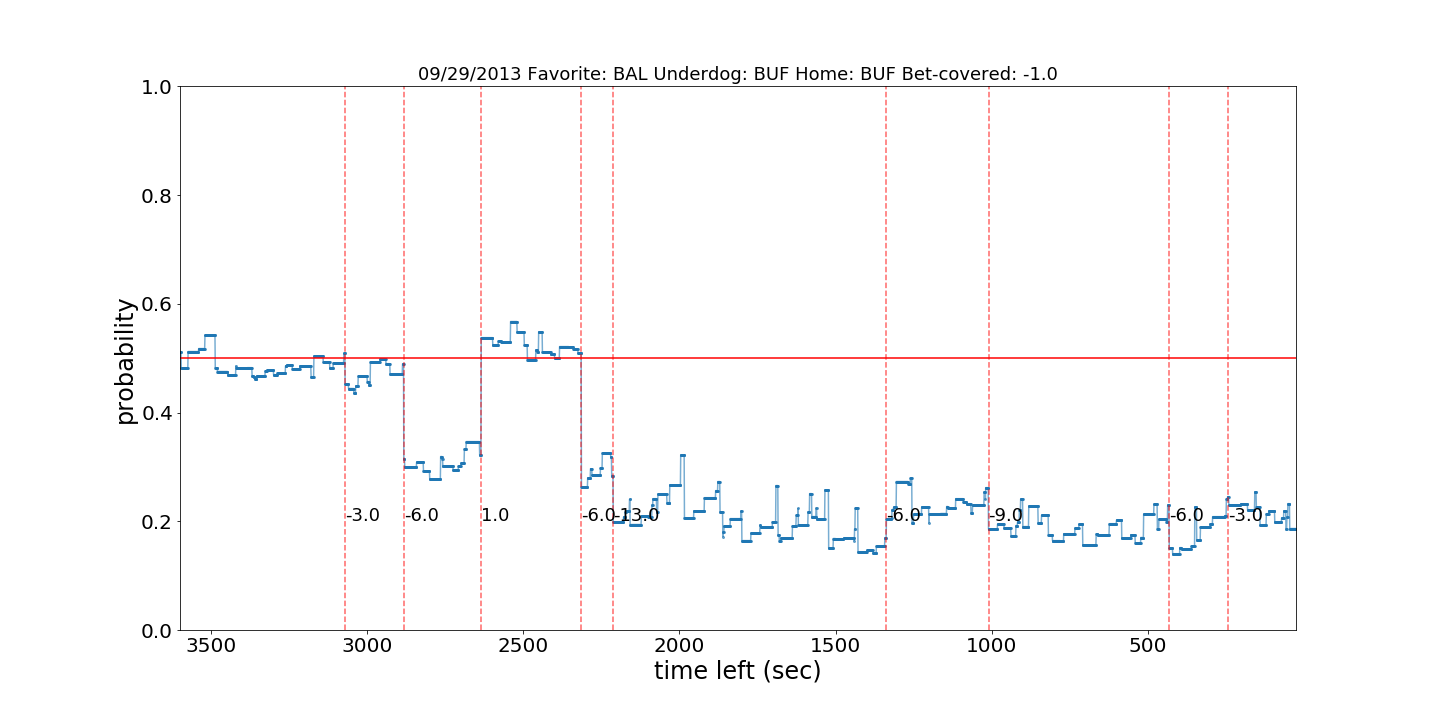 09/29/2013 Favorite: BAL Underdog: BUF Home: BUF Bet-covered: -1.0
1.0
0.8
0.6
0.4
0.2
0.0
probability
-3.0 -6.0 1.0 -6.0 -13.0 -6.0 -9.0 -6.0 -3.0
3500 3000 2500 2000 1500 1000 500
time left (sec)